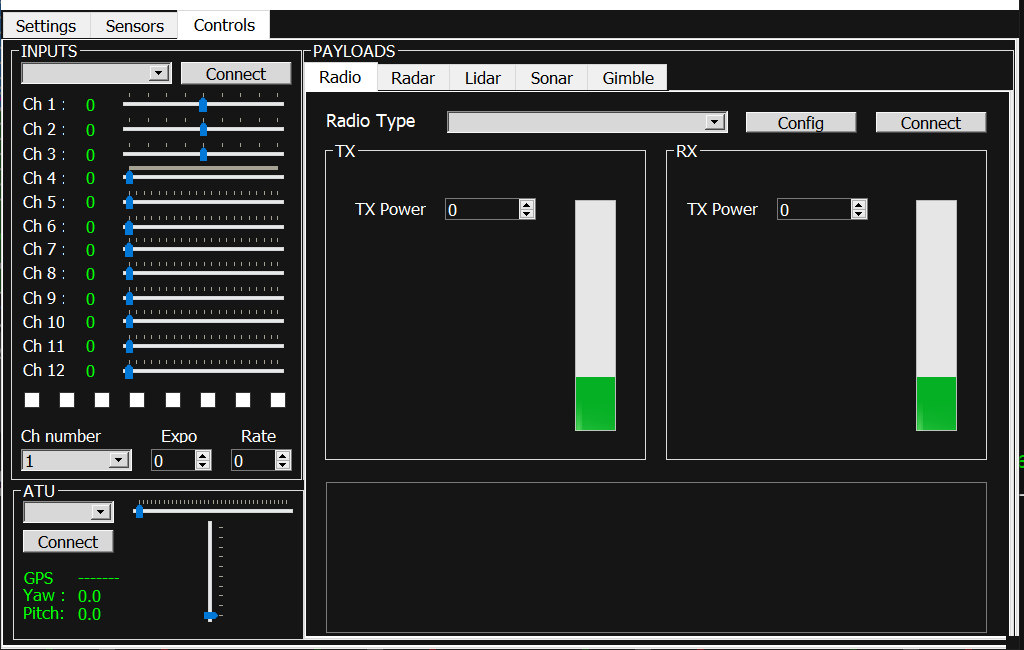 Settings Sensors Controls
INPUTS
Connect
Ch 1 : 0
Ch 2 : 0
Ch 3 : 0
Ch 4 : 0
Ch 5 : 0
Ch 6 : 0
Ch 7 : 0
Ch 8 : 0
Ch 9 : 0
Ch 10 0
Ch 11 0
Ch 12 0
Ch number Expo Rate
1 0 0
ATU
Connect
GPS -------
Yaw : 0.0
Pitch: 0.0
PAYLOADS
Radio Radar Lidar Sonar Gimble
Radio Type Config Connect
TX
TX Power 0
RX
TX Power 0